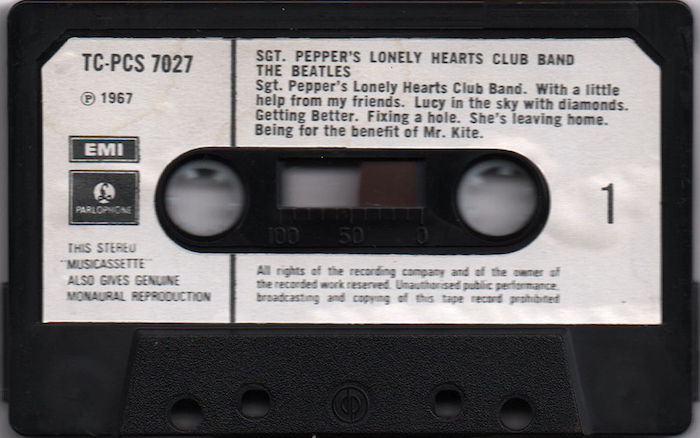 TC-PCS 7027
Ⓟ 1967
EMI
£
PARLOPHONE
THIS STEREO
"MUSICASSETTE"
ALSO GIVES GENUINE
MONAURAL REPRODUCTION
SGT. PEPPER'S LONELY HEARTS CLUB BAND
THE BEATLES
Sgt. Pepper's Lonely Hearts Club Band. With a little
help from my friends. Lucy in the sky with diamonds.
Getting Better. Fixing a hole. She's leaving home.
Being for the benefit of Mr. Kite.
100 50 0
1
All rights of the recording company and of the owner of
the recorded work reserved. Unauthorised public performance,
broadcasting and copying of this tape record prohibited